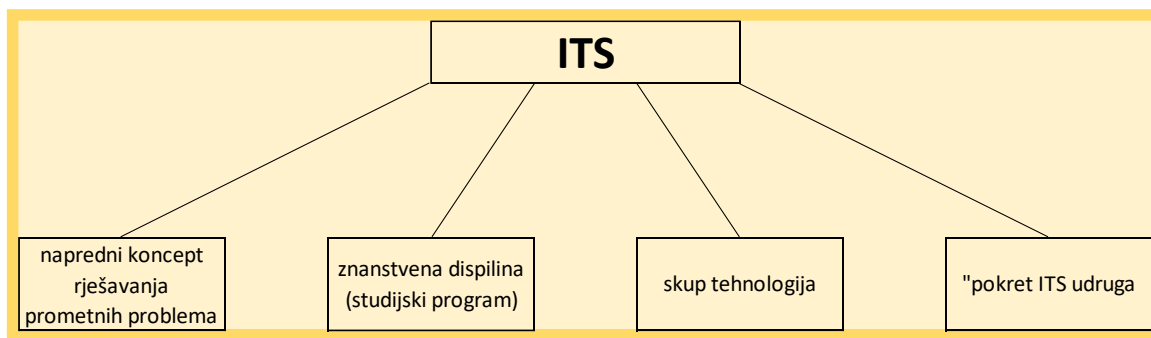 ITS
napredni koncept
rješavanja
prometnih problema
znanstvena dispilina
(studijski program)
skup tehnologija
"pokret ITS udruga